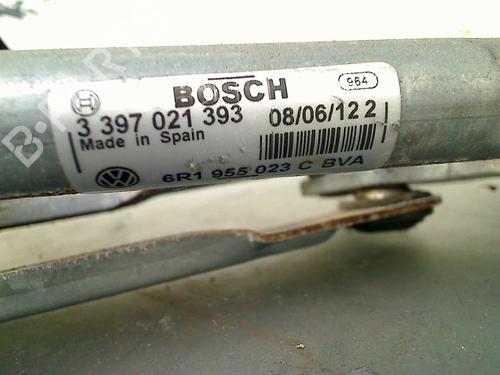 BOSCH
964
3 397 021 393
08/06/12 2
Made in Spain
6R1 955 023 C BVA